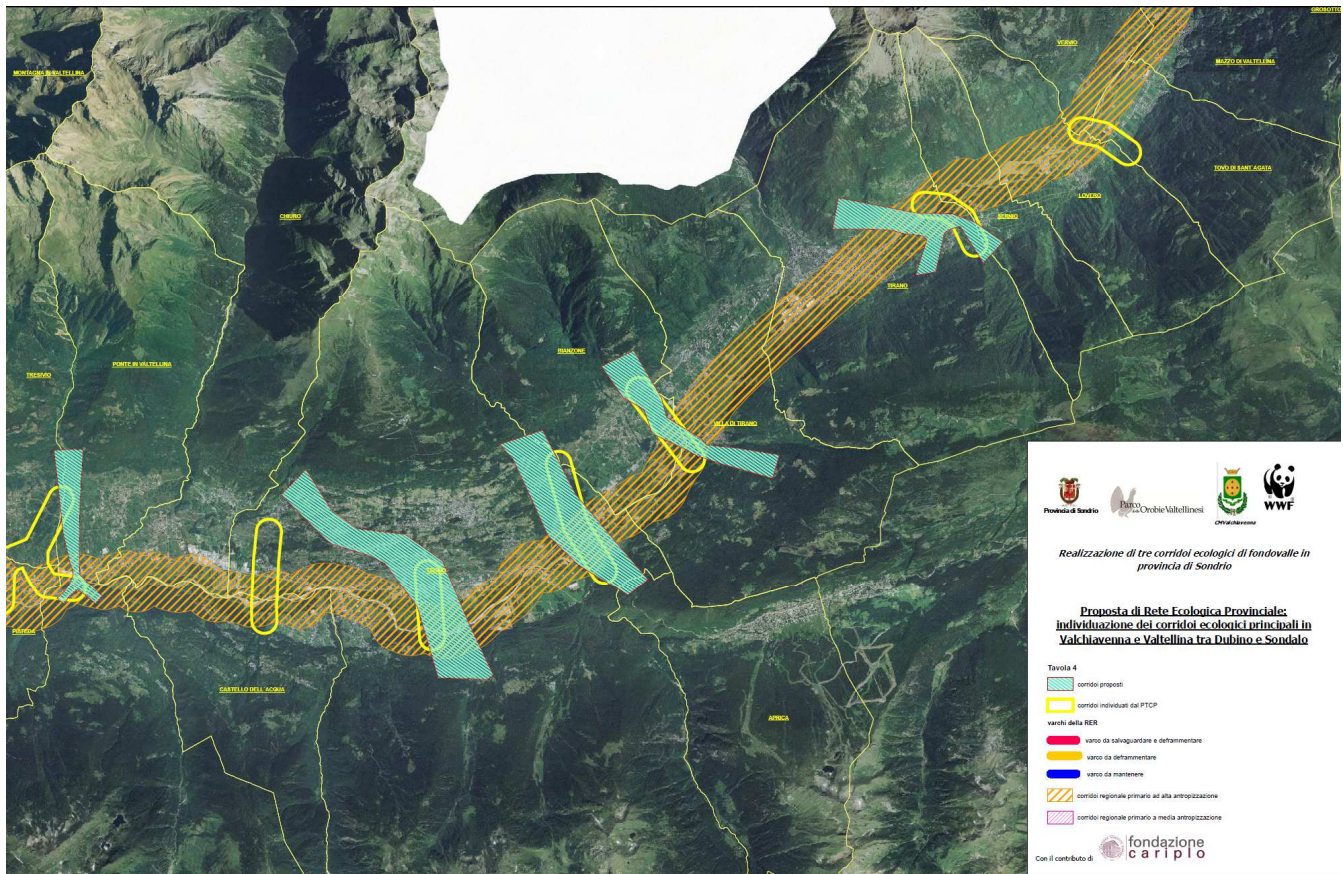 GROSOTTO
VERVIO
MAZZO DI VALTELLINA
MONTAGNA IN VALTELLINA
TOVO DI SANT'AGATA
LOVERO
CHIURO
SERNIO
TIRANO
BIANZONE
PONTE IN VALTELLINA
TRESIVIO
VILLA DI TIRANO
PIATEDA
CASTELLO DELL'ACQUA
APRICA
Provincia di Sondrio
Parco delle Orobie Valtellinesi
CMValchiavenna
WWF
Realizzazione di tre corridoi ecologici di fondovalle in
provincia di Sondrio
Proposta di Rete Ecologica Provinciale:
individuazione dei corridoi ecologici principali in
Valchiavenna e Valtellina tra Dubino e Sondalo
Tavola 4
corridoi proposti
corridoi individuati dal PTCP
varchi della RER
varco da salvaguardare e deframmentare
varco da deframmentare
varco da mantenere
corridoi regionale primario ad alta antropizzazione
corridoi regionale primario a media antropizzazione
Con il contributo di
fondazione
cariplo